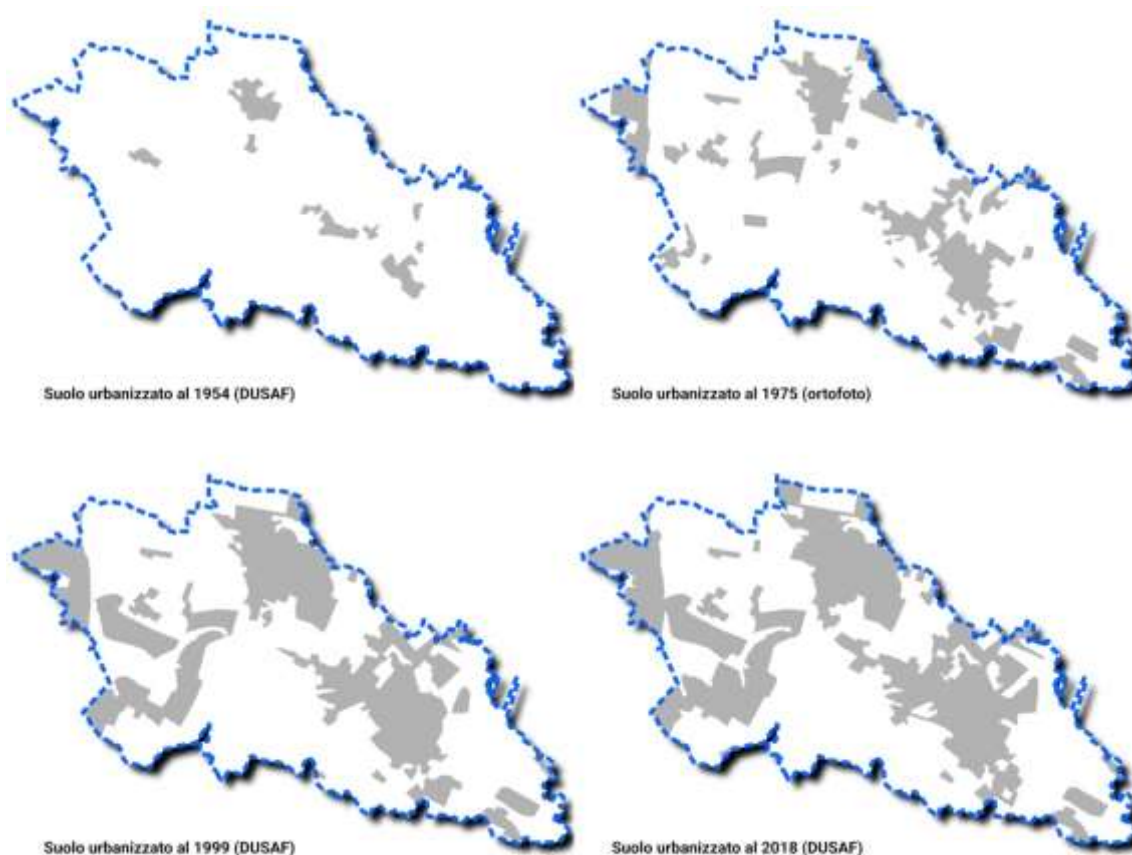 Suolo urbanizzato al 1954 (DUSAF)
Suolo urbanizzato al 1975 (ortofoto)
Suolo urbanizzato al 1999 (DUSAF)
Suolo urbanizzato al 2018 (DUSAF)